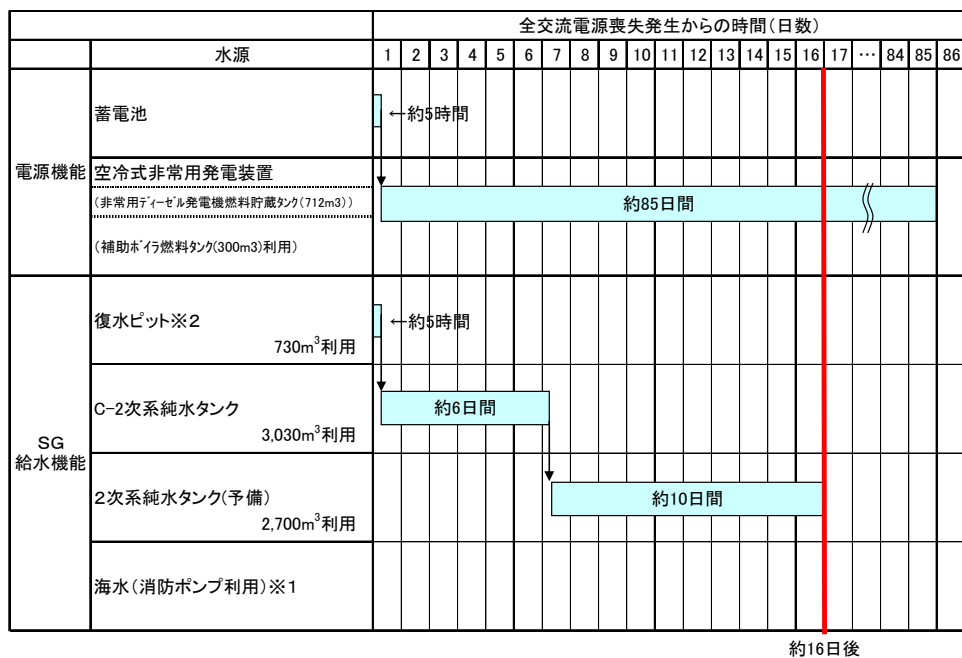 全交流電源喪失発生からの時間(日数)
水源 1 2 3 4 5 6 7 8 9 10 11 12 13 14 15 16 17 … 84 85 86
電源機能
蓄電池
←約5時間
空冷式非常用発電装置
(非常用ディーゼル発電機燃料貯蔵タンク(712m3))
約85日間
(補助ボイラ燃料タンク(300m3)利用)
SG
給水機能
復水ピット※2
730m³利用
←約5時間
C-2次系純水タンク
3,030m³利用
約6日間
2次系純水タンク(予備)
2,700m³利用
約10日間
海水(消防ポンプ利用)※1
約16日後